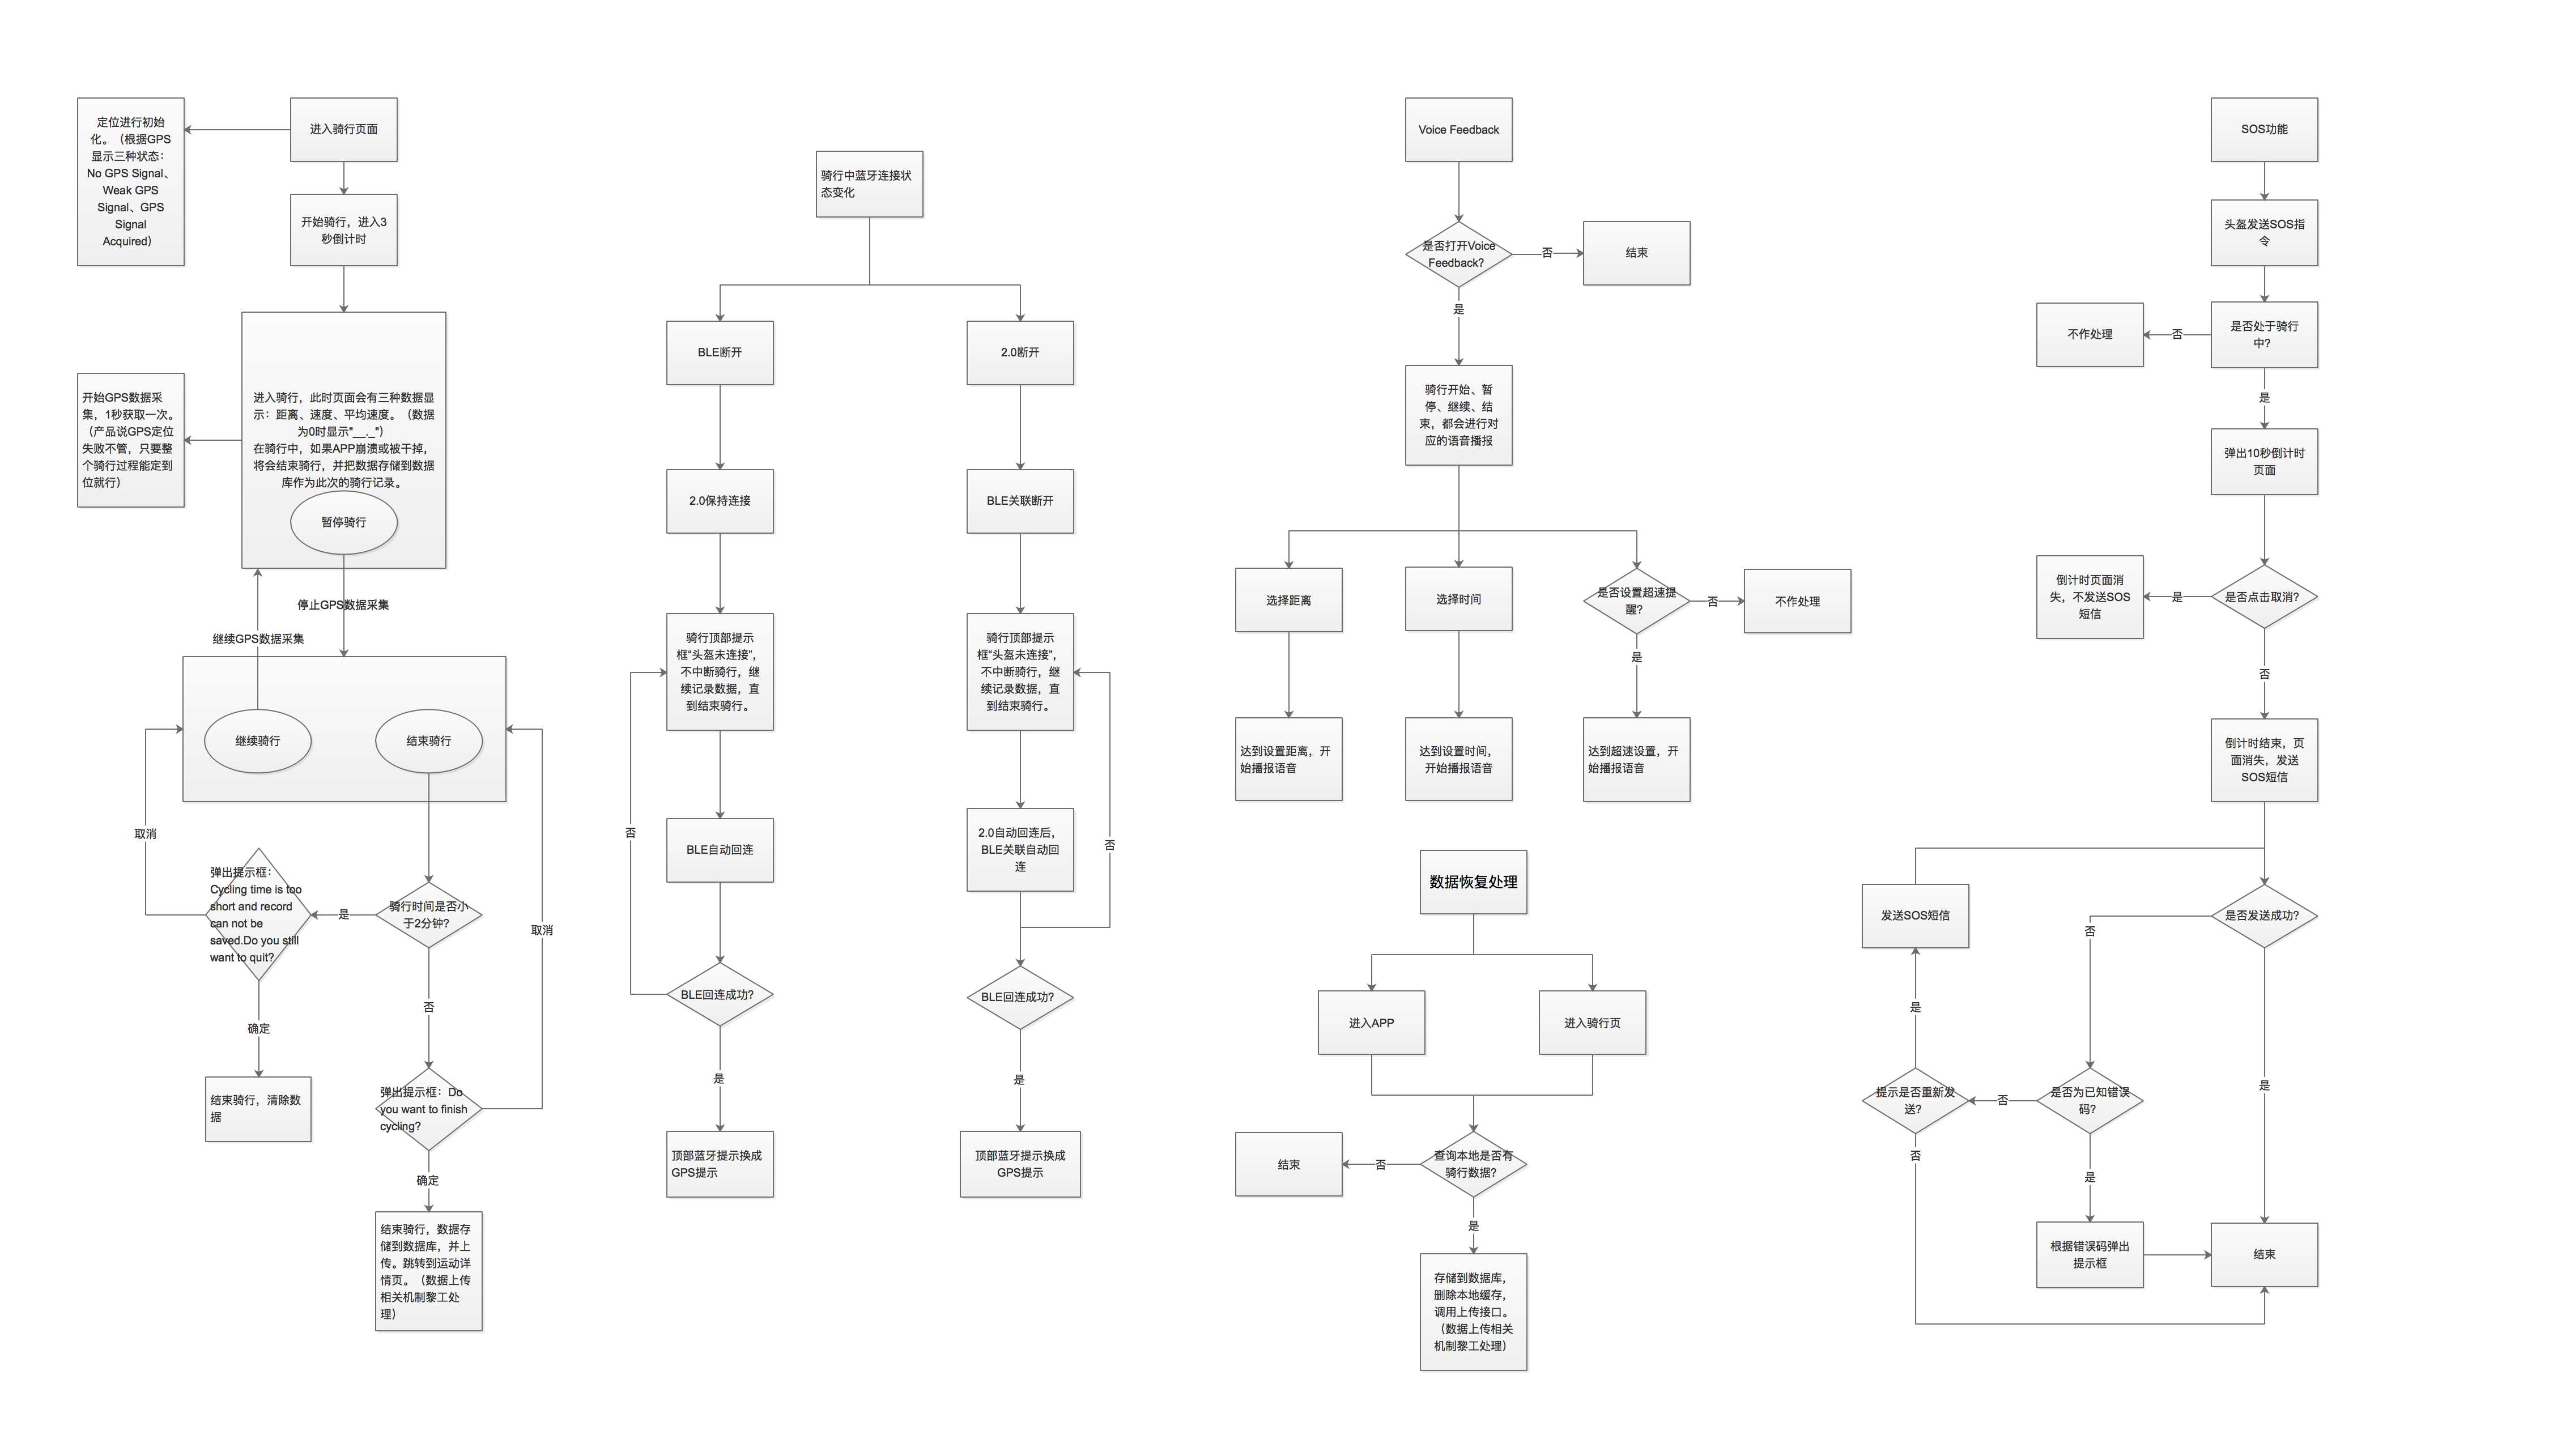 定位进行初始
化。（根据GPS
显示三种状态：
No GPS Signal、
Weak GPS
Signal、GPS
Signal
Acquired）
进入骑行页面
开始骑行，进入3
秒倒计时
进入骑行，此时页面会有三种数据显
示：距离、速度、平均速度。（数据
为0时显示"__._"）
在骑行中，如果APP崩溃或被干掉，
将会结束骑行，并把数据存储到数据
库作为此次的骑行记录。
暂停骑行
开始GPS数据采
集，1秒获取一次。
（产品说GPS定位
失败不管，只要整
个骑行过程能定到
位就行）
停止GPS数据采集
继续GPS数据采集
继续骑行
结束骑行
取消
弹出提示框：
Cycling time is too
short and record
can not be
saved.Do you still
want to quit?
是
骑行时间是否小
于2分钟?
取消
否
确定
结束骑行，清除数
据
弹出提示框：Do
you want to finish
cycling?
确定
结束骑行，数据存
储到数据库，并上
传。跳转到运动详
情页。（数据上传
相关机制黎工处
理）
骑行中蓝牙连接状
态变化
BLE断开
2.0保持连接
骑行顶部提示
框“头盔未连接”，
不中断骑行，继
续记录数据，直
到结束骑行。
否
BLE自动回连
BLE回连成功?
是
顶部蓝牙提示换成
GPS提示
2.0断开
BLE关联断开
骑行顶部提示
框“头盔未连接”，
不中断骑行，继
续记录数据，直
到结束骑行。
2.0自动回连后，
BLE关联自动回
连
否
BLE回连成功?
是
顶部蓝牙提示换成
GPS提示
Voice Feedback
是否打开Voice
Feedback?
否
结束
是
骑行开始、暂
停、继续、结
束，都会进行对
应的语音播报
选择距离
选择时间
是否设置超速提
醒?
否
不作处理
是
达到设置距离，开
始播报语音
达到设置时间，
开始播报语音
达到超速设置，开
始播报语音
数据恢复处理
进入APP
进入骑行页
查询本地是否有
骑行数据?
否
结束
是
存储到数据库，
删除本地缓存，
调用上传接口。
（数据上传相关
机制黎工处理）
SOS功能
头盔发送SOS指
令
是否处于骑行
中?
否
不作处理
是
弹出10秒倒计时
页面
是否点击取消?
是
倒计时页面消
失，不发送SOS
短信
否
倒计时结束，页
面消失，发送
SOS短信
发送SOS短信
是否发送成功?
否
是
是
提示是否重新发
送?
否
是否为已知错误
码?
否
是
根据错误码弹出
提示框
结束